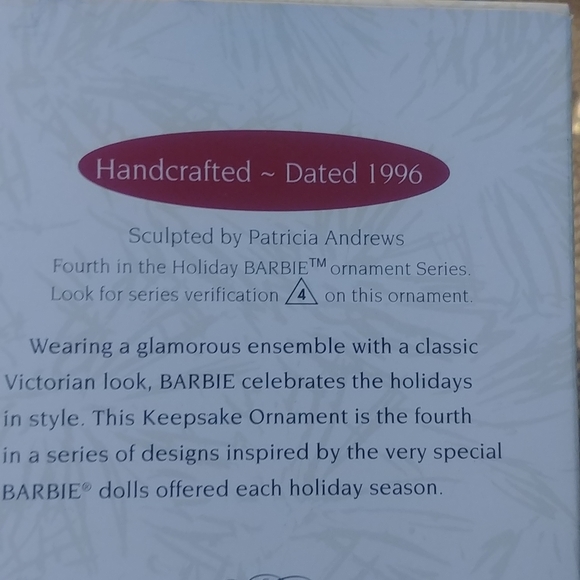 Handcrafted ~ Dated 1996
Sculpted by Patricia Andrews
Fourth in the Holiday BARBIE™ ornament Series.
Look for series verification 4 on this ornament.
Wearing a glamorous ensemble with a classic
Victorian look, BARBIE celebrates the holidays
in style. This Keepsake Ornament is the fourth
in a series of designs inspired by the very special
BARBIE® dolls offered each holiday season.